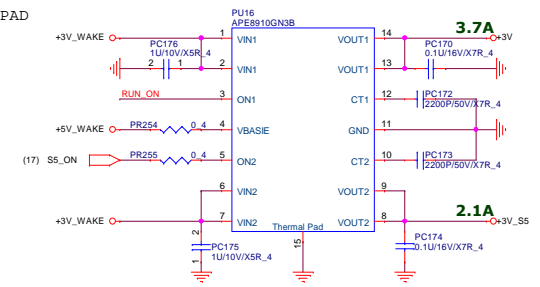 PAD
PU16
APE8910GN3B
3.7A
+3V_WAKE
1
VIN1
VOUT1
14
+3V
PC176
1U/10V/X5R_4
PC170
0.1U/16V/X7R_4
2
1
2
VIN1
VOUT1
13
RUN_ON
3
ON1
CT1
12
PC172
2200P/50V/X7R_4
+5V_WAKE
PR254
0_4
4
VBASIE
GND
11
(17)
S5_ON
PR255
0_4
5
ON2
CT2
10
PC173
2200P/50V/X7R_4
6
VIN2
VOUT2
9
2.1A
+3V_WAKE
7
VIN2
VOUT2
8
+3V_S5
Thermal Pad
2
1
PC175
1U/10V/X5R_4
15
PC174
0.1U/16V/X7R_4